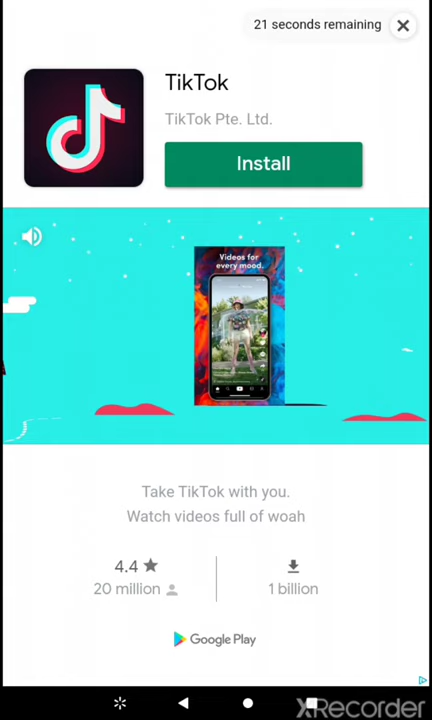 21 seconds remaining
TikTok
TikTok Pte. Ltd.
Install
Videos for
every mood.
Take TikTok with you.
Watch videos full of woah
4.4
20 million
1 billion
Google Play
XRecorder